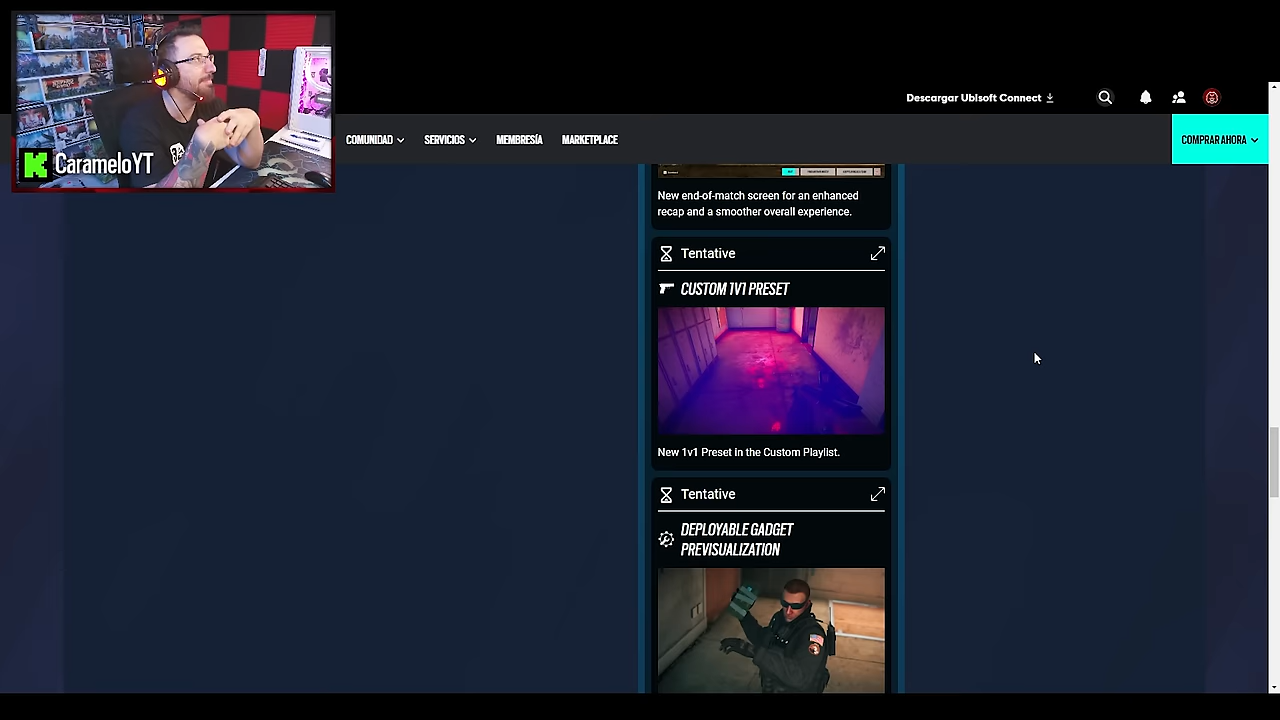 CarameloYT
Descargar Ubisoft Connect
COMUNIDAD
SERVICIOS
MEMBRESÍA
MARKETPLACE
COMPRAR AHORA
New end-of-match screen for an enhanced
recap and a smoother overall experience.
Tentative
CUSTOM 1V1 PRESET
New 1v1 Preset in the Custom Playlist.
Tentative
DEPLOYABLE GADGET
PREVISUALIZATION